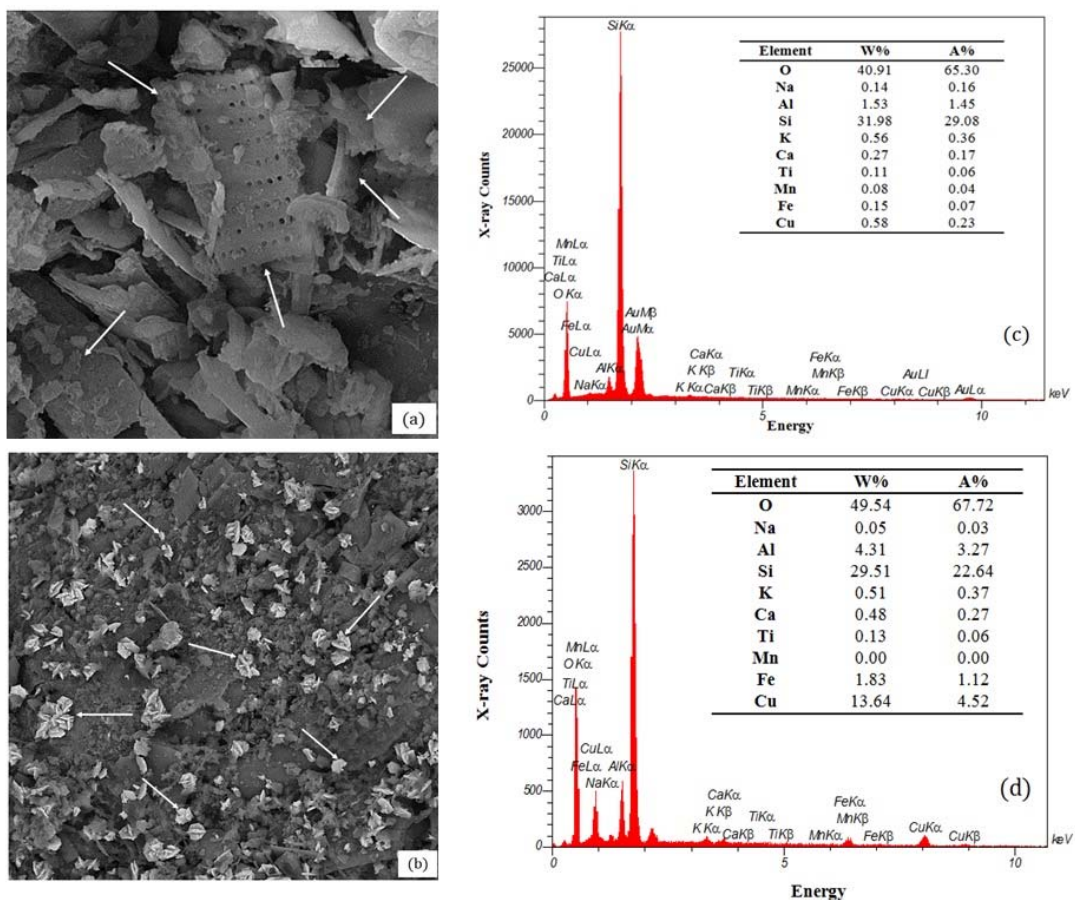 (a)
SiKα
25000
20000
15000
10000
5000
0
X-ray Counts
MnLα
TiLα
CaLα
OKα
FeLα
CuLα
NaKα
AlKα
AuMβ
AuMα
CaKα
K Kβ
K Kα
CaKβ
TiKα
TiKβ
FeKα
MnKβ
MnKα
FeKβ
AuLl
CuKα
CuKβ
AuLα
5
10
keV
Energy
(c)
Element W% A%
O 40.91 65.30
Na 0.14 0.16
Al 1.53 1.45
Si 31.98 29.08
K 0.56 0.36
Ca 0.27 0.17
Ti 0.11 0.06
Mn 0.08 0.04
Fe 0.15 0.07
Cu 0.58 0.23
(b)
SiKα
3000
2500
2000
1500
1000
500
0
X-ray Counts
MnLα
OKα
TiLα
CaLα
CuLα
FeLα
NaKα
AlKα
CaKα
K Kβ
K Kα
CaKβ
TiKα
TiKβ
FeKα
MnKβ
MnKα
FeKβ
CuKα
CuKβ
0
5
10
keV
Energy
(d)
Element W% A%
O 49.54 67.72
Na 0.05 0.03
Al 4.31 3.27
Si 29.51 22.64
K 0.51 0.37
Ca 0.48 0.27
Ti 0.13 0.06
Mn 0.00 0.00
Fe 1.83 1.12
Cu 13.64 4.52